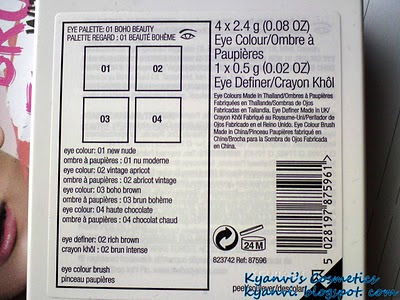 EYE PALETTE: 01 BOHO BEAUTY
PALETTE REGARD : 01 BEAUTÉ BOHÈME
01 02
03 04
eye colour: 01 new nude
ombre à paupières : 01 nu moderne
eye colour: 02 vintage apricot
ombre à paupières : 02 abricot vintage
eye colour: 03 boho brown
ombre à paupières : 03 brun bohème
eye colour: 04 haute chocolate
ombre à paupières : 04 chocolat chaud
eye definer: 02 rich brown
crayon khôl : 02 brun intense
eye colour brush
pinceau paupières
4 x 2.4 g (0.08 OZ)
Eye Colour/Ombre à
Paupières
1 x 0.5 g (0.02 OZ)
Eye Definer/Crayon Khôl
Eye Colours Made in Thailand/Ombres à Paupières
Fabriquées en Thaïlande/Sombras de Ojos
Fabricadas en Tailandia. Eye Definer Made in UK/
Crayon Khôl Fabriqué au Royaume-Uni/Perfilador
de Ojos Fabricado en el Reino Unido. Eye Colour Brush
Made in China/Pinceau Paupières fabriqué en
Chine/Brocha para la Sombra de Ojos Fabricada
en China.
24 M
823742 Ref: 87596
5 028197 875961
peel/soulever/descolar
Kyanvi's Cosmetics
kyanvi.blogspot.com